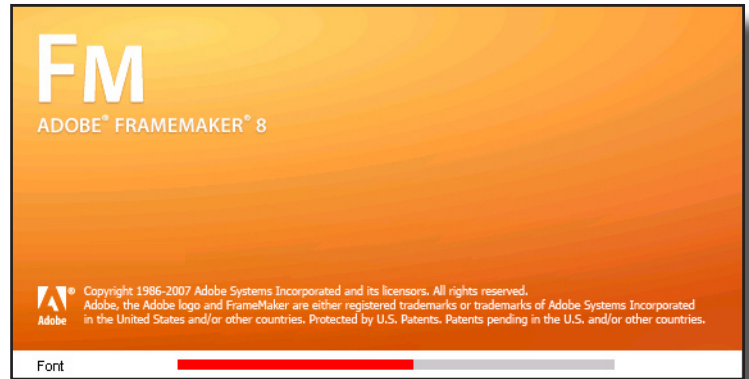 FM
ADOBE® FRAMEMAKER® 8
Copyright 1986-2007 Adobe Systems Incorporated and its licensors. All rights reserved.
Adobe, the Adobe logo and FrameMaker are either registered trademarks or trademarks of Adobe Systems Incorporated
in the United States and/or other countries. Protected by U.S. Patents. Patents pending in the U.S. and/or other countries.
®
Adobe
Font